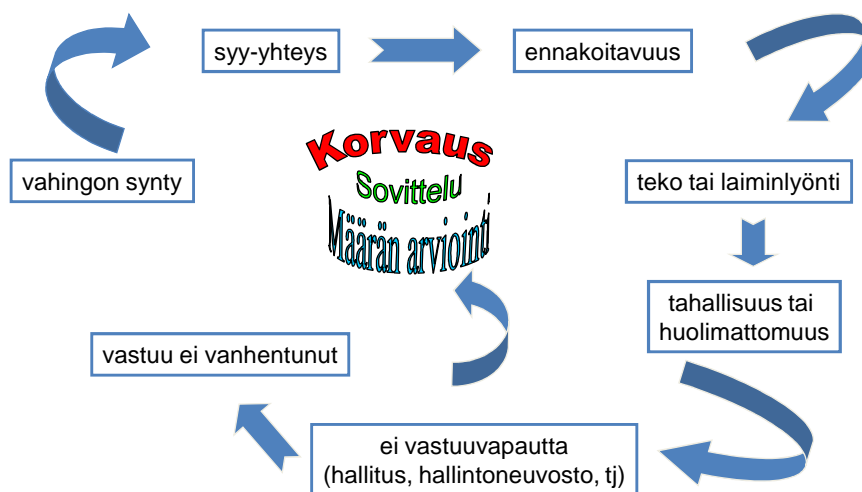 syy-yhteys
ennakoitavuus
vahingon synty
Korvaus
Sovittelu
Määrän arviointi
teko tai laiminlyönti
tahallisuus tai
huolimattomuus
vastuu ei vanhentunut
ei vastuuvapautta
(hallitus, hallintoneuvosto, tj)